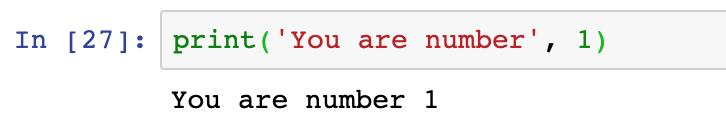 In [27]: print('You are number', 1)
You are number 1